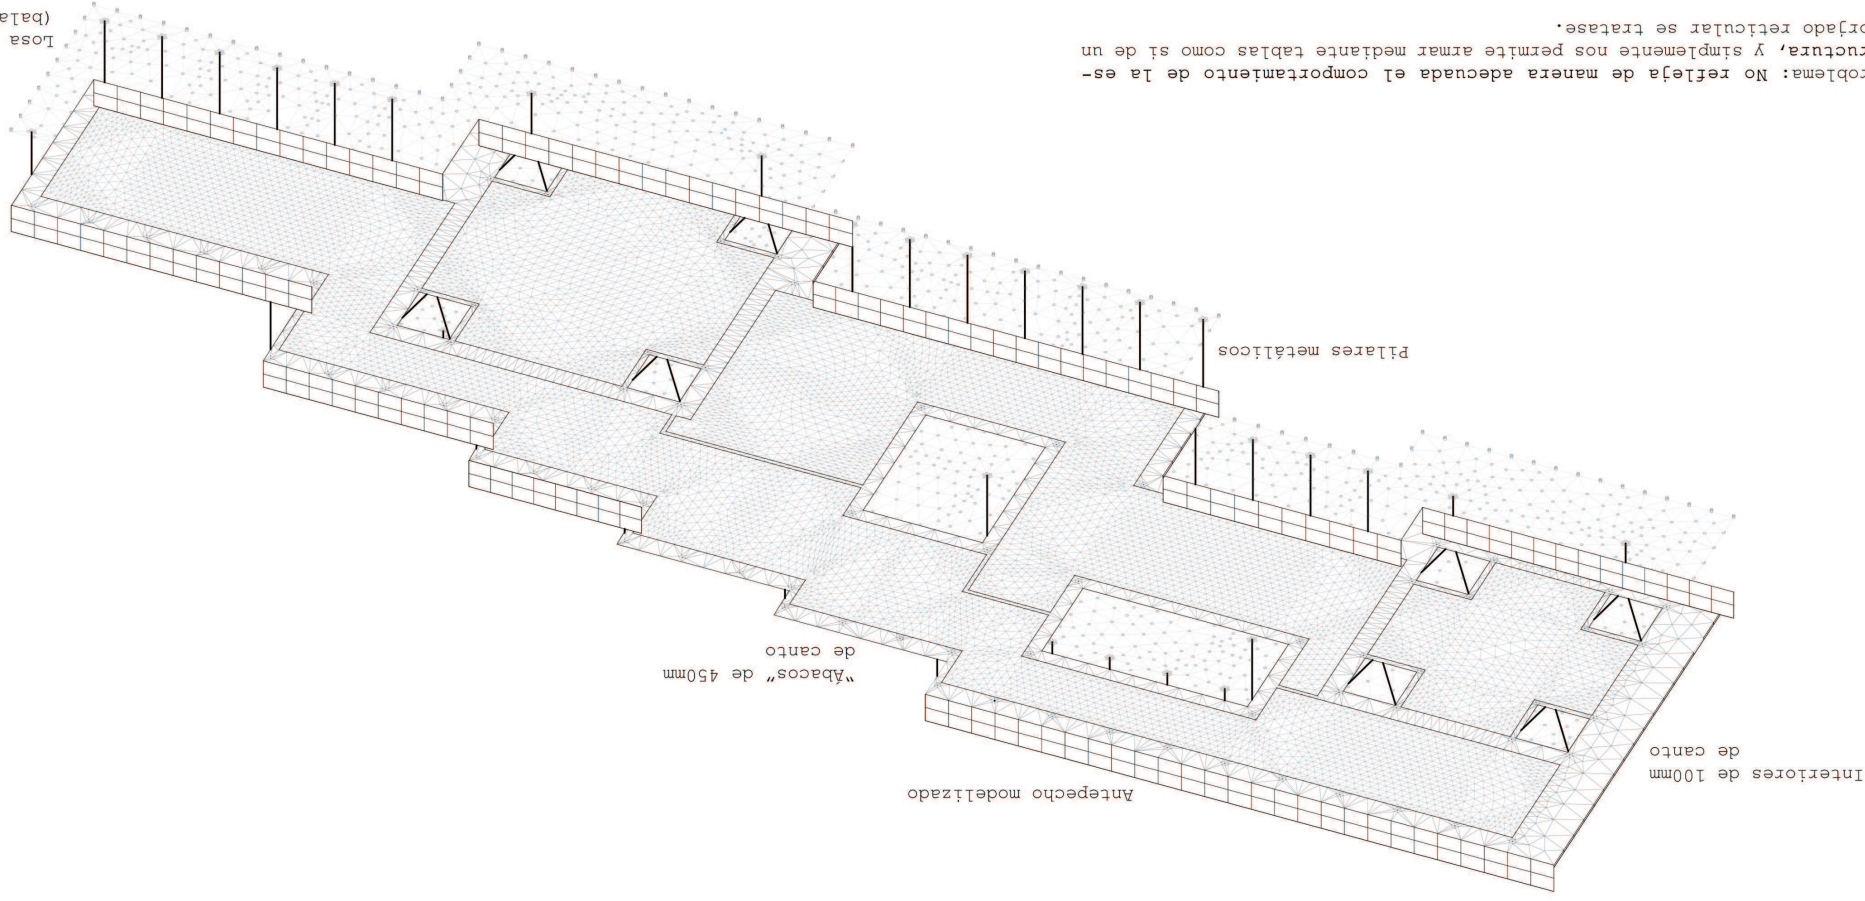 Antepecho modelizado
Interiores de 100mm
de canto
"Ábacos" de 450mm
de canto
Pilares metálicos
roblema: No refleja de manera adecuada el comportamiento de la es-
ructura, y simplemente nos permite armar mediante tablas como si de un
orjado reticular se tratase.
Losa
(bala